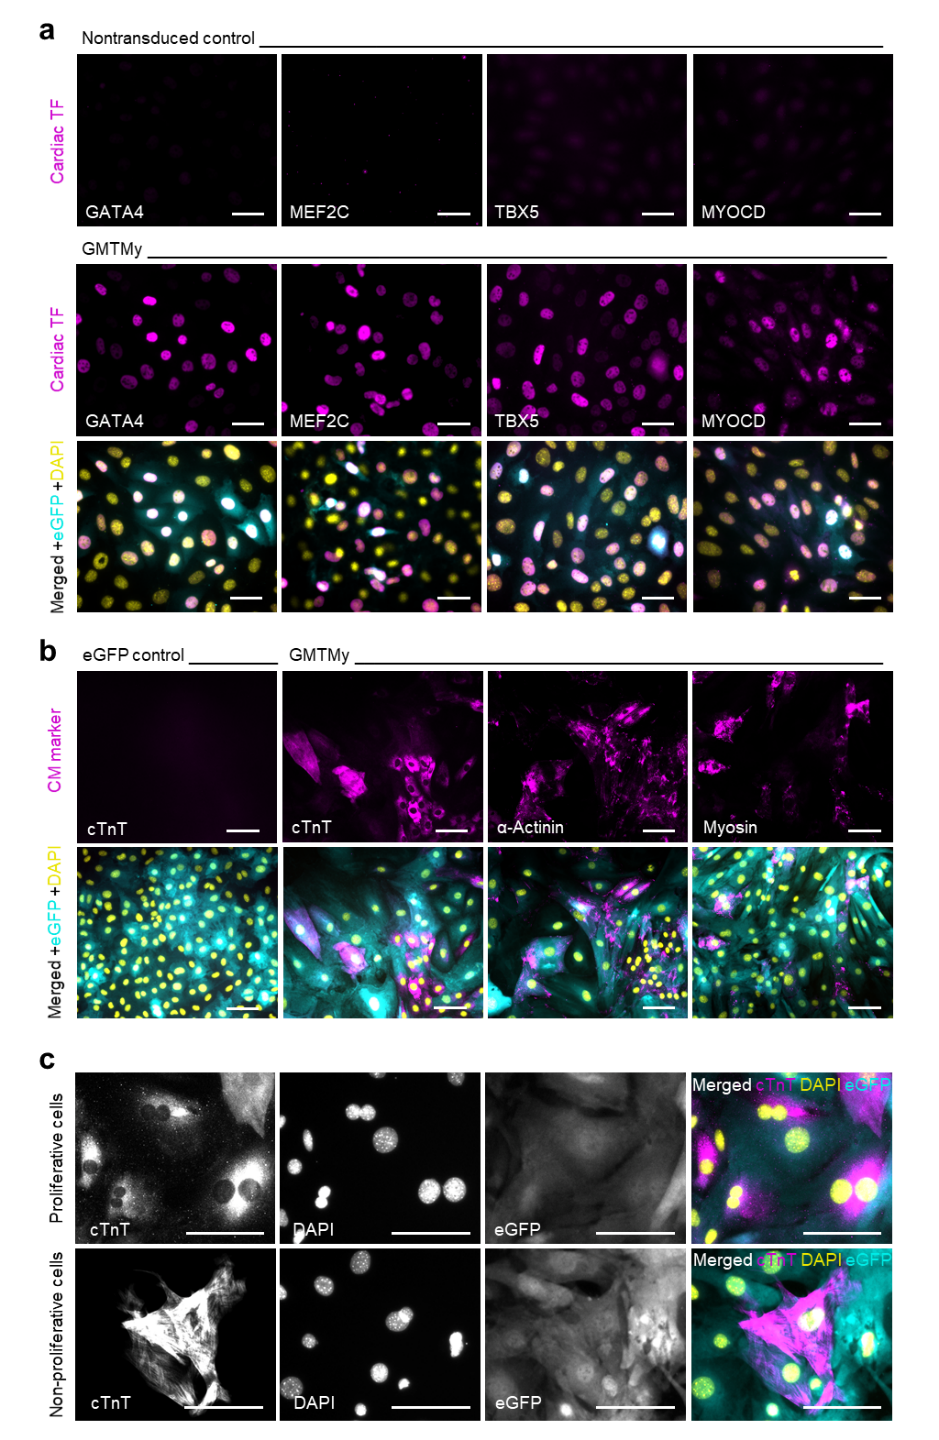 a
Nontransduced control
Cardiac TF
GATA4
MEF2C
TBX5
MYOCD
GMTMy
Cardiac TF
GATA4
MEF2C
TBX5
MYOCD
Merged +eGFP +DAPI
b
eGFP control
GMTMy
CM marker
cTnT
cTnT
α-Actinin
Myosin
Merged +eGFP +DAPI
c
Proliferative cells
cTnT
DAPI
eGFP
Merged cTnT DAPI eGFP
Non-proliferative cells
cTnT
DAPI
eGFP
Merged cTnT DAPI eGFP